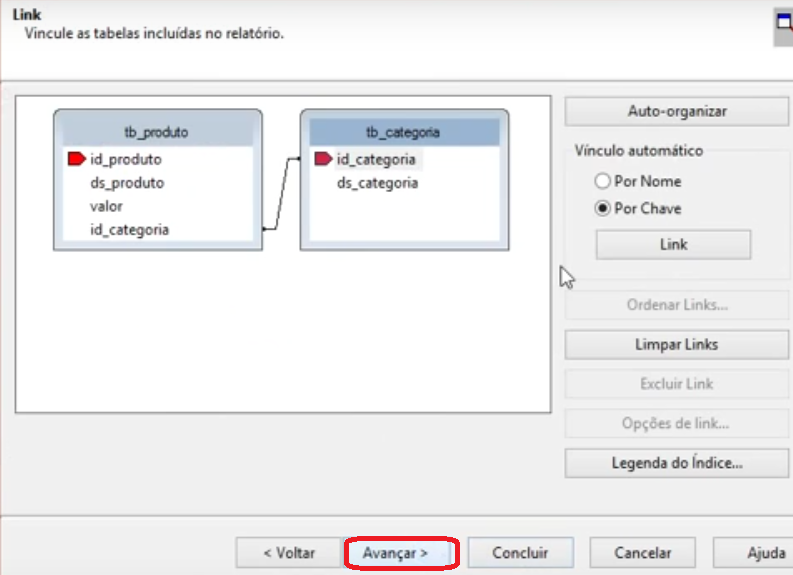 Link
Vincule as tabelas incluídas no relatório.
tb_produto
id_produto
ds_produto
valor
id_categoria
tb_categoria
id_categoria
ds_categoria
Auto-organizar
Vínculo automático
Por Nome
Por Chave
Link
Ordenar Links...
Limpar Links
Excluir Link
Opções de link...
Legenda do Índice...
< Voltar
Avançar >
Concluir
Cancelar
Ajuda